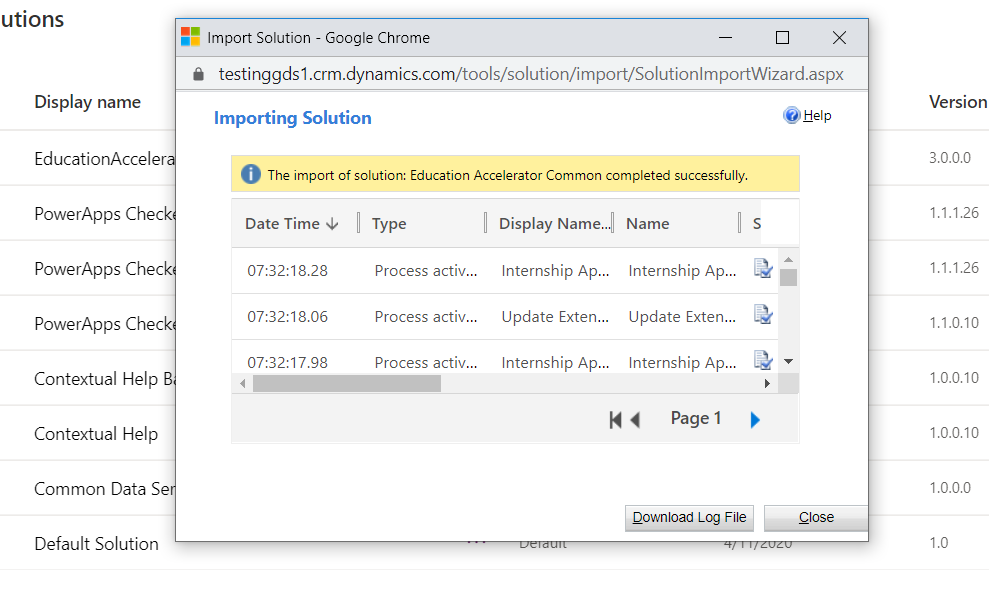 utions
Import Solution - Google Chrome
testinggds1.crm.dynamics.com/tools/solution/import/SolutionImportWizard.aspx
Display name
Version
Importing Solution
Help
The import of solution: Education Accelerator Common completed successfully.
EducationAccelera
3.0.0.0
Date Time Type Display Name... Name S
PowerApps Checke
1.1.1.26
07:32:18.28 Process activ... Internship Ap... Internship Ap...
PowerApps Checke
1.1.1.26
07:32:18.06 Process activ... Update Exten... Update Exten...
PowerApps Checke
1.1.0.10
07:32:17.98 Process activ... Internship Ap... Internship Ap...
Contextual Help Ba
1.0.0.10
Page 1
Contextual Help
1.0.0.10
Common Data Ser
1.0.0.0
Download Log File Close
Default Solution
Default
4/11/2020
1.0